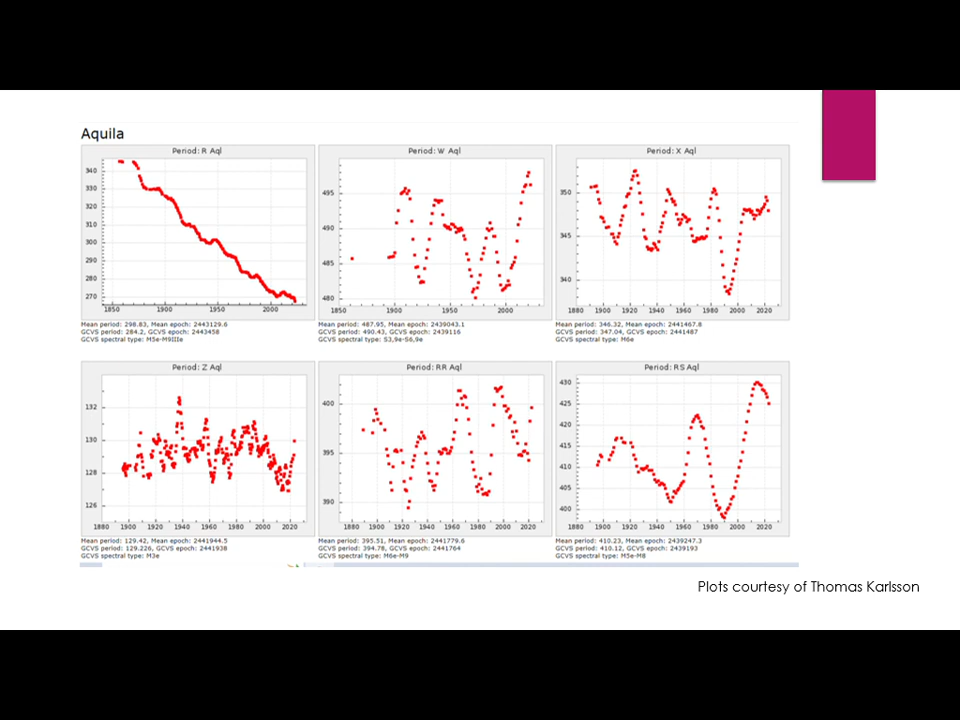 Aquila
Period: R Aql
340
330
320
310
300
290
280
270
1850
1900
1950
2000
Mean period: 298.83, Mean epoch: 2443129.6
GCVS period: 284.2, GCVS epoch: 2443458
GCVS spectral type: M5e-M9IIIe
Period: W Aql
495
490
485
480
1850
1900
1950
2000
Mean period: 487.95, Mean epoch: 2439043.1
GCVS period: 490.43, GCVS epoch: 2439116
GCVS spectral type: S3,9e-S6,9e
Period: X Aql
350
345
340
1880 1900 1920 1940 1960 1980 2000 2020
Mean period: 346.32, Mean epoch: 2441467.8
GCVS period: 347.04, GCVS epoch: 2441487
GCVS spectral type: M6e
Period: Z Aql
132
130
128
126
1880 1900 1920 1940 1960 1980 2000 2020
Mean period: 129.42, Mean epoch: 2441944.5
GCVS period: 129.226, GCVS epoch: 2441938
GCVS spectral type: M3e
Period: RR Aql
400
395
390
1880 1900 1920 1940 1960 1980 2000 2020
Mean period: 395.51, Mean epoch: 2441779.6
GCVS period: 394.78, GCVS epoch: 2441764
GCVS spectral type: M6e-M9
Period: RS Aql
430
425
420
415
410
405
400
1880 1900 1920 1940 1960 1980 2000 2020
Mean period: 410.23, Mean epoch: 2439247.3
GCVS period: 410.12, GCVS epoch: 2439193
GCVS spectral type: M5e-M8
Plots courtesy of Thomas Karlsson